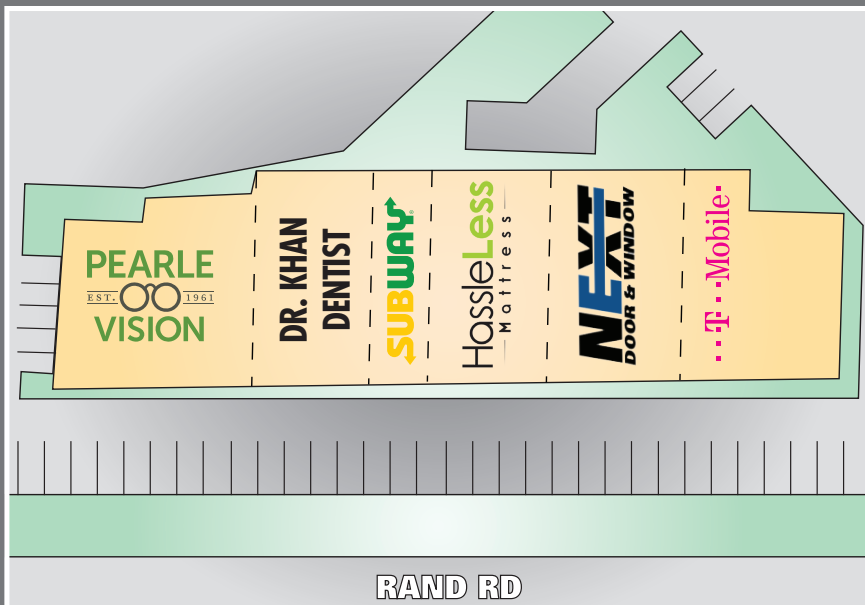 PEARLE
EST. 1961
VISION
DR. KHAN
DENTIST
SUBWAY
HassleLess
Mattress
NEXT
DOOR & WINDOW
T Mobile
RAND RD